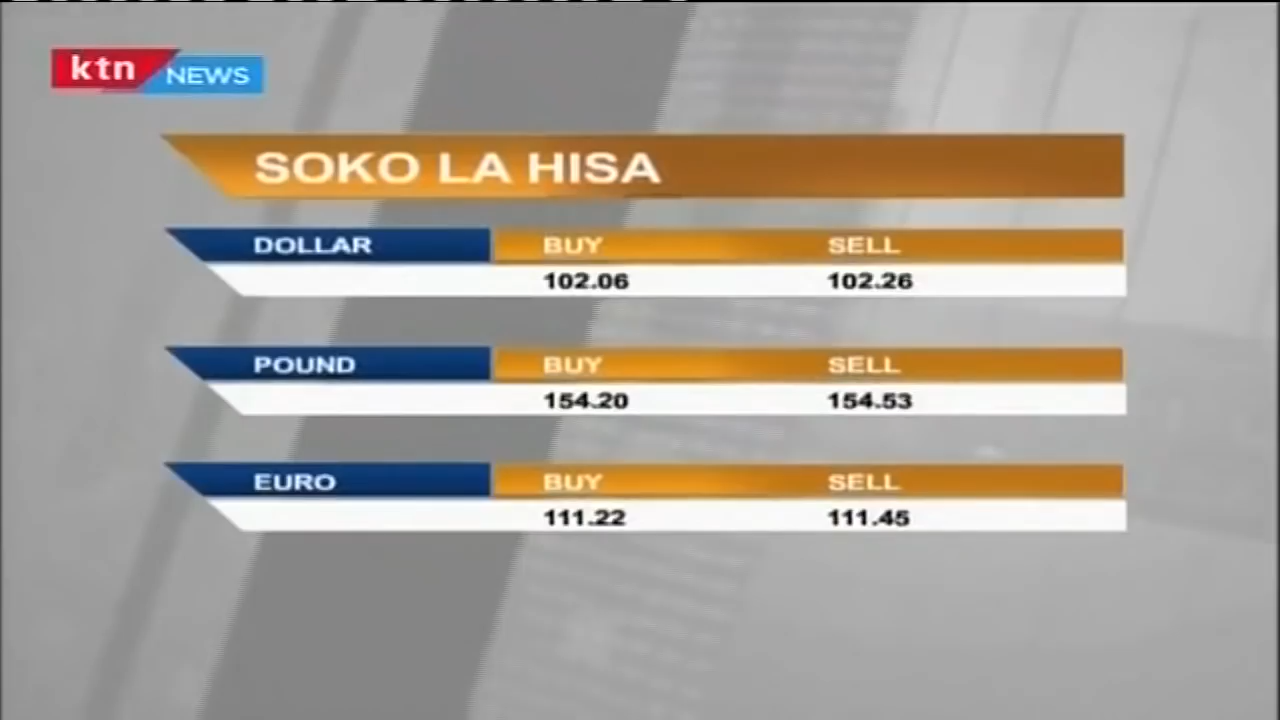 ktn NEWS
SOKO LA HISA
DOLLAR BUY SELL
102.06 102.26
POUND BUY SELL
154.20 154.53
EURO BUY SELL
111.22 111.45